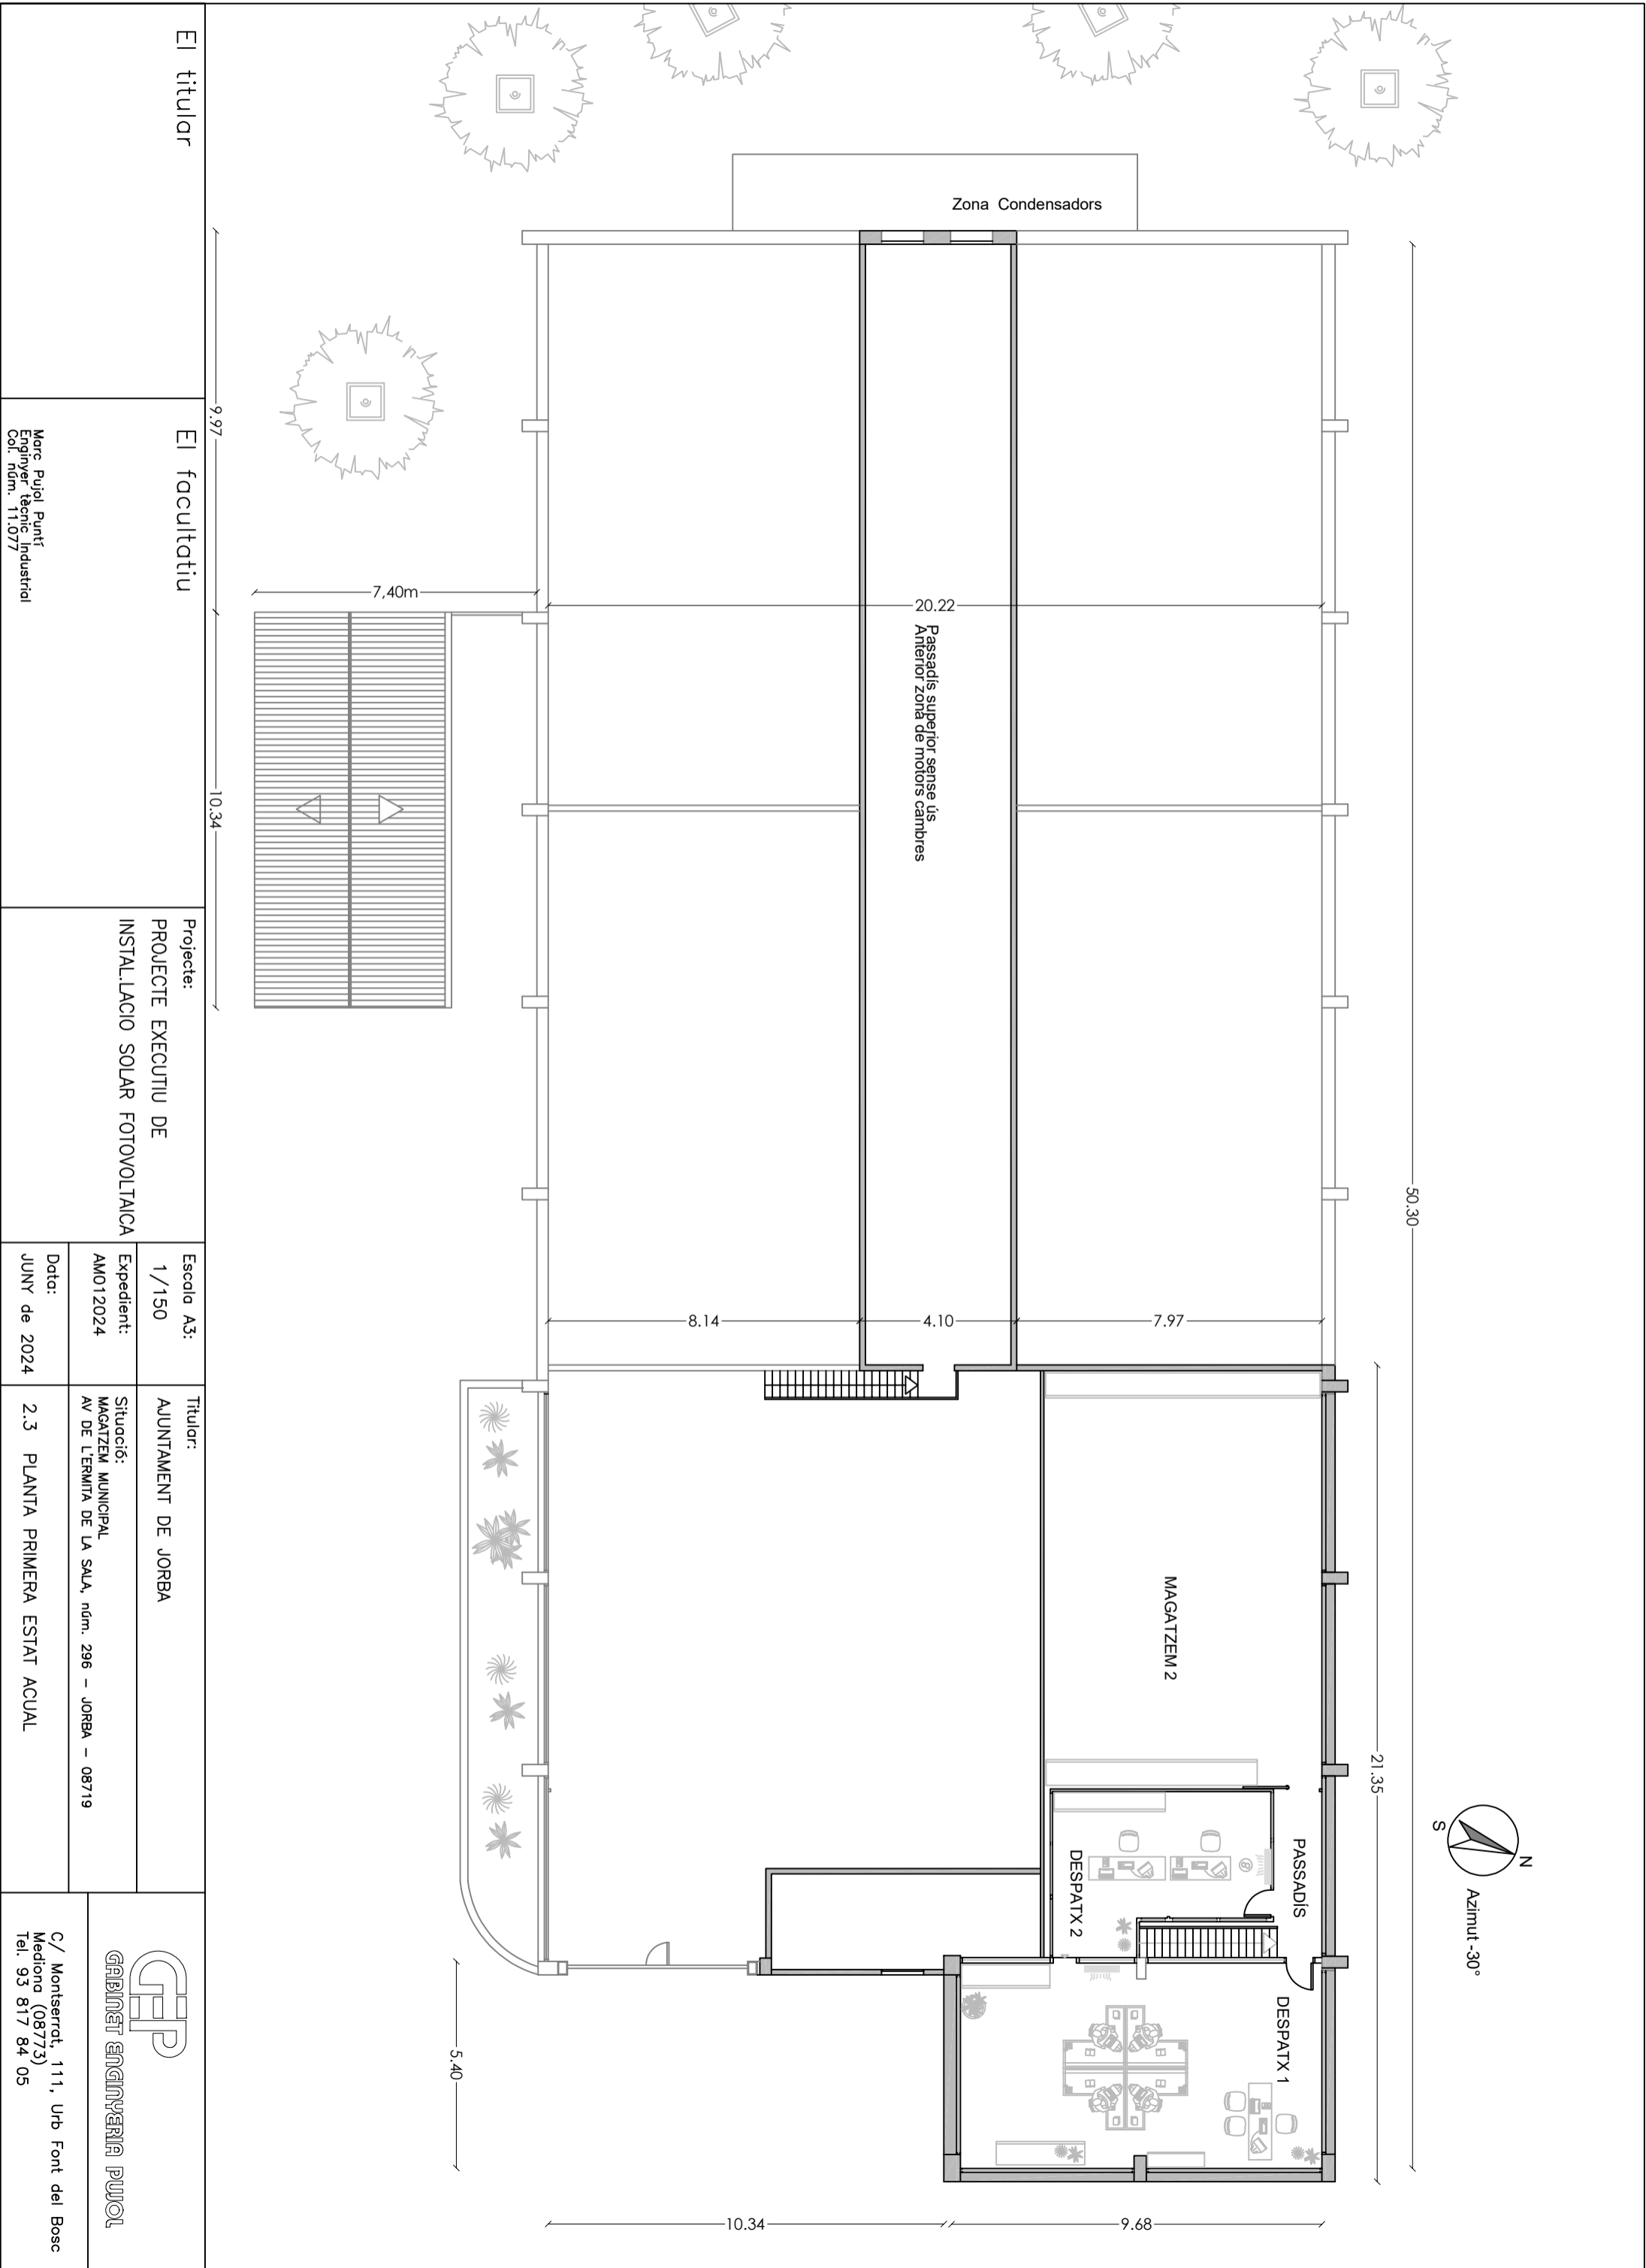 Zona Condensadors
9.97
10.34
7,40m
20.22
Passadís superior sense ús
Anterior zona de motors cambres
50.30
8.14
4.10
7.97
21.35
MAGATZEM 2
PASSADÍS
DESPATX 2
DESPATX 1
N
S
Azimut -30°
5.40
10.34
9.68
El titular
El facultatiu
Marc Pujol Puntí
Enginyer tècnic Industrial
Col. núm. 11.077
Projecte:
PROJECTE EXECUTIU DE
INSTAL.LACIO SOLAR FOTOVOLTAICA
Escala A3:
1/150
Expedient:
AM012024
Data:
JUNY de 2024
Titular:
AJUNTAMENT DE JORBA
Situació:
MAGATZEM MUNICIPAL
AV DE L'ERMITA DE LA SALA, núm. 296 - JORBA - 08719
2.3 PLANTA PRIMERA ESTAT ACUAL
GEP
GABINET ENGINYERIA PUJOL
C/ Montserrat, 111, Urb Font del Bosc
Mediona (08773)
Tel. 93 817 84 05